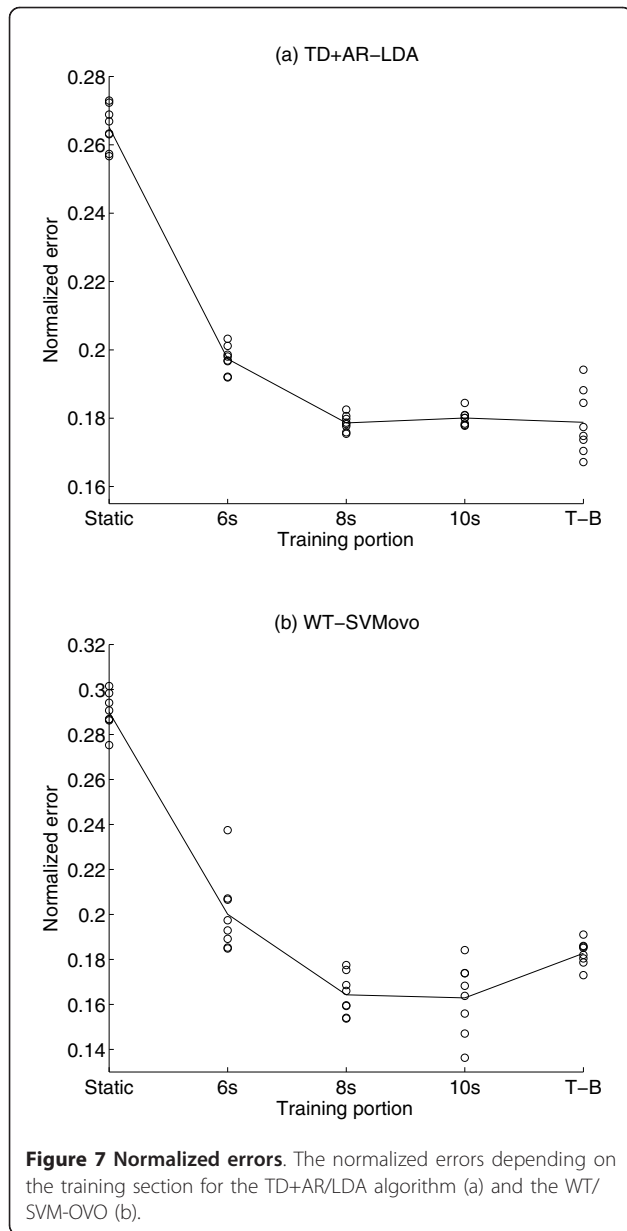 (a) TD+AR−LDA
0.28
0.26
0.24
0.22
0.2
0.18
0.16
Normalized error
Static 6s 8s 10s T−B
Training portion
(b) WT−SVMovo
0.32
0.3
0.28
0.26
0.24
0.22
0.2
0.18
0.16
0.14
Normalized error
Static 6s 8s 10s T−B
Training portion
Figure 7 Normalized errors. The normalized errors depending on
the training section for the TD+AR/LDA algorithm (a) and the WT/
SVM-OVO (b).